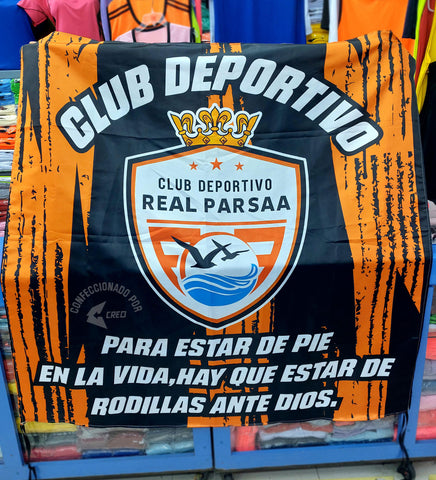 CLUB DEPORTIVO
CLUB DEPORTIVO
REAL PARSAA
CONFECCIONADO POR
CRED
PARA ESTAR DE PIE
EN LA VIDA,HAY QUE ESTAR DE
RODILLAS ANTE DIOS.